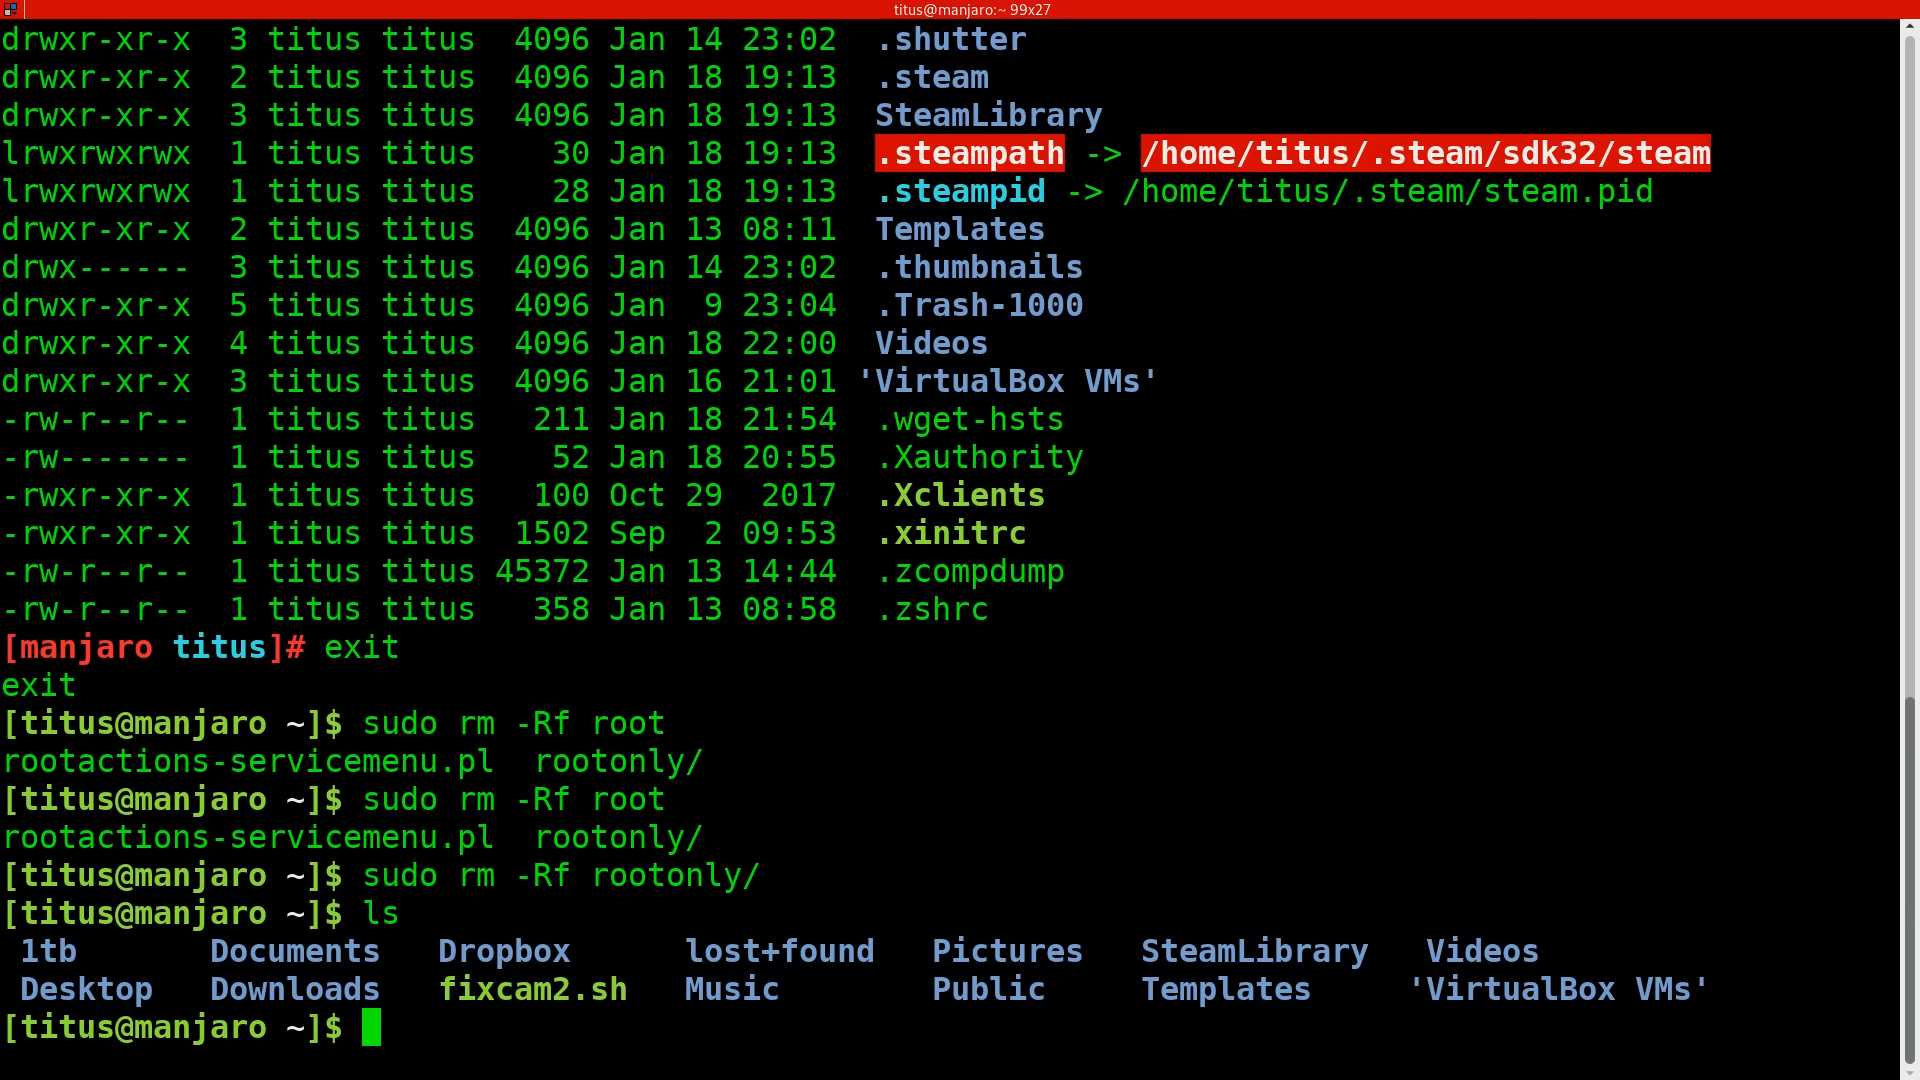 titus@manjaro:~ 99x27
drwxr-xr-x  3 titus titus  4096 Jan 14 23:02  .shutter
drwxr-xr-x  2 titus titus  4096 Jan 18 19:13  .steam
drwxr-xr-x  3 titus titus  4096 Jan 18 19:13  SteamLibrary
lrwxrwxrwx  1 titus titus    30 Jan 18 19:13  .steampath -> /home/titus/.steam/sdk32/steam
lrwxrwxrwx  1 titus titus    28 Jan 18 19:13  .steampid -> /home/titus/.steam/steam.pid
drwxr-xr-x  2 titus titus  4096 Jan 13 08:11  Templates
drwx------  3 titus titus  4096 Jan 14 23:02  .thumbnails
drwxr-xr-x  5 titus titus  4096 Jan  9 23:04  .Trash-1000
drwxr-xr-x  4 titus titus  4096 Jan 18 22:00  Videos
drwxr-xr-x  3 titus titus  4096 Jan 16 21:01 'VirtualBox VMs'
-rw-r--r--  1 titus titus   211 Jan 18 21:54  .wget-hsts
-rw-------  1 titus titus    52 Jan 18 20:55  .Xauthority
-rwxr-xr-x  1 titus titus   100 Oct 29  2017  .Xclients
-rwxr-xr-x  1 titus titus  1502 Sep  2 09:53  .xinitrc
-rw-r--r--  1 titus titus 45372 Jan 13 14:44  .zcompdump
-rw-r--r--  1 titus titus   358 Jan 13 08:58  .zshrc
[manjaro titus]# exit
exit
[titus@manjaro ~]$ sudo rm -Rf root
rootactions-servicemenu.pl  rootonly/
[titus@manjaro ~]$ sudo rm -Rf root
rootactions-servicemenu.pl  rootonly/
[titus@manjaro ~]$ sudo rm -Rf rootonly/
[titus@manjaro ~]$ ls
 1tb       Documents   Dropbox      lost+found   Pictures   SteamLibrary   Videos
 Desktop   Downloads   fixcam2.sh   Music        Public     Templates     'VirtualBox VMs'
[titus@manjaro ~]$